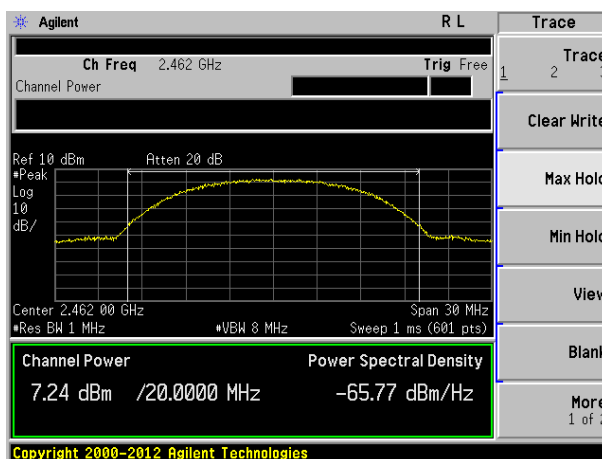 Agilent R L Trace
Ch Freq 2.462 GHz Trig Free
Channel Power
Trace
1 2
Clear Write
Max Hold
Min Hold
View
Blank
More
1 of 2
Ref 10 dBm Atten 20 dB
#Peak
Log
10
dB/
Center 2.462 00 GHz Span 30 MHz
#Res BW 1 MHz #VBW 8 MHz Sweep 1 ms (601 pts)
Channel Power Power Spectral Density
7.24 dBm /20.0000 MHz -65.77 dBm/Hz
Copyright 2000-2012 Agilent Technologies